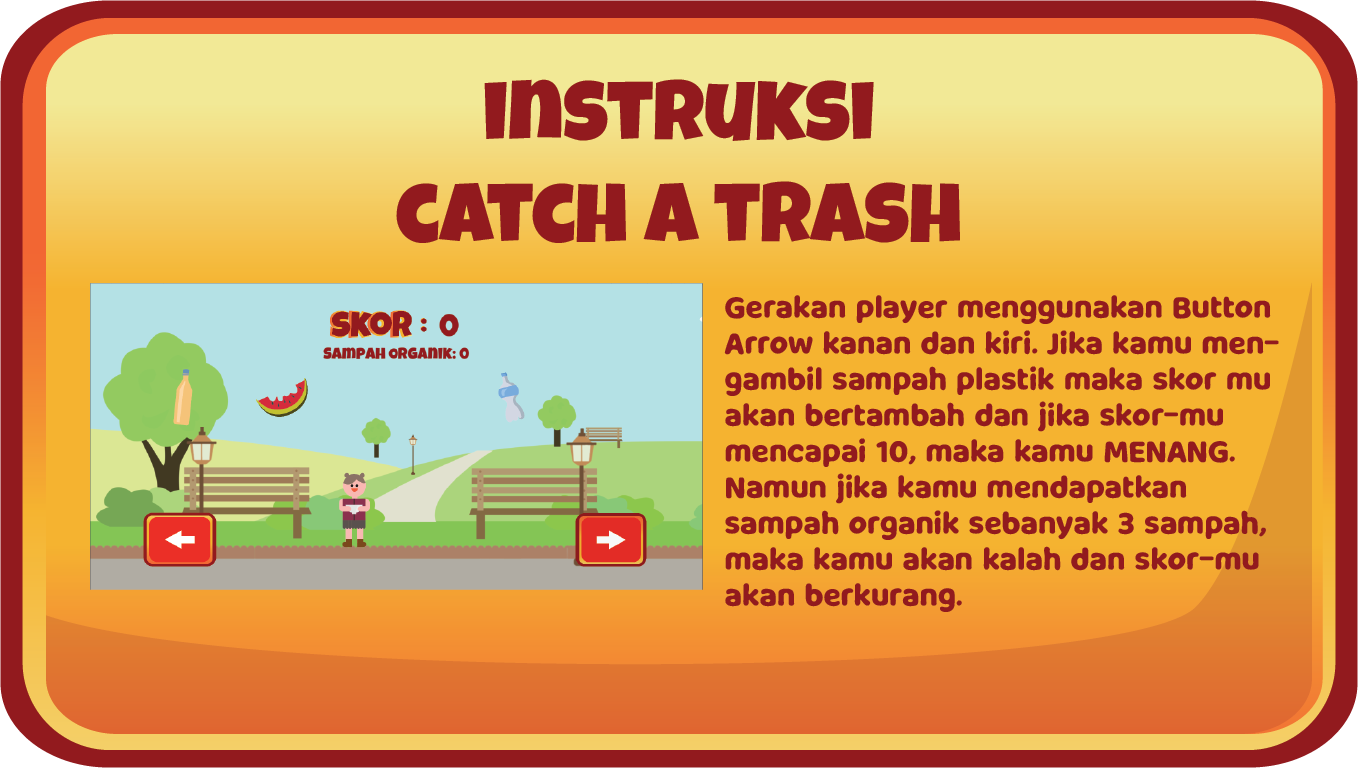 INSTRUKSI
CATCH A TRASH
SKOR : 0
SAMPAH ORGANIK: 0
Gerakan player menggunakan Button
Arrow kanan dan kiri. Jika kamu men-
gambil sampah plastik maka skor mu
akan bertambah dan jika skor-mu
mencapai 10, maka kamu MENANG.
Namun jika kamu mendapatkan
sampah organik sebanyak 3 sampah,
maka kamu akan kalah dan skor-mu
akan berkurang.